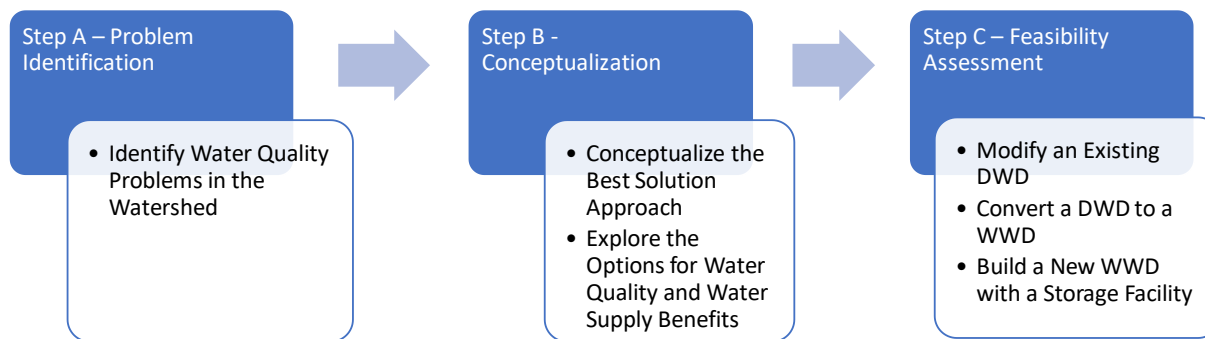 Step A – Problem
Identification
• Identify Water Quality
Problems in the
Watershed
Step B -
Conceptualization
• Conceptualize the
Best Solution
Approach
• Explore the
Options for Water
Quality and Water
Supply Benefits
Step C – Feasibility
Assessment
• Modify an Existing
DWD
• Convert a DWD to a
WWD
• Build a New WWD
with a Storage Facility